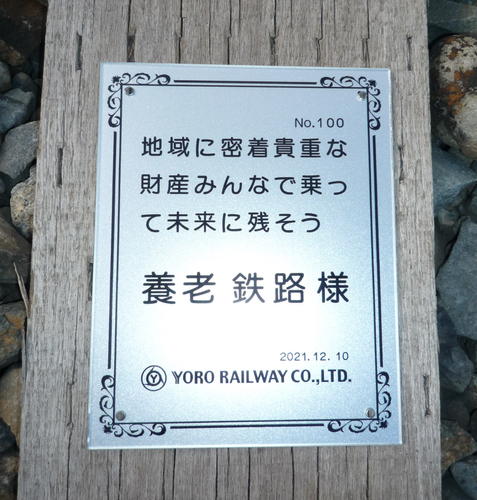 No.100
地域に密着貴重な
財産みんなで乗っ
て未来に残そう
養老 鉄路 様
2021.12.10
YORO RAILWAY CO.,LTD.